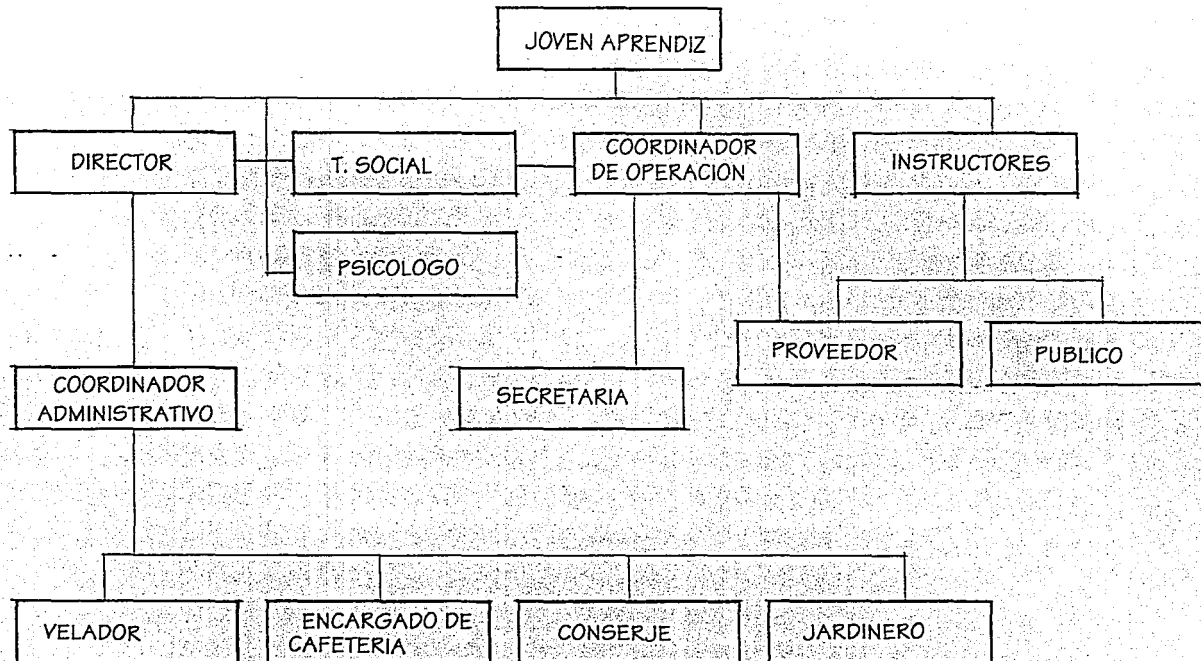 JOVEN APRENDIZ
DIRECTOR
T. SOCIAL
COORDINADOR
DE OPERACION
INSTRUCTORES
PSICOLOGO
PROVEEDOR
PUBLICO
COORDINADOR
ADMINISTRATIVO
SECRETARIA
VELADOR
ENCARGADO DE
CAFETERIA
CONSERJE
JARDINERO